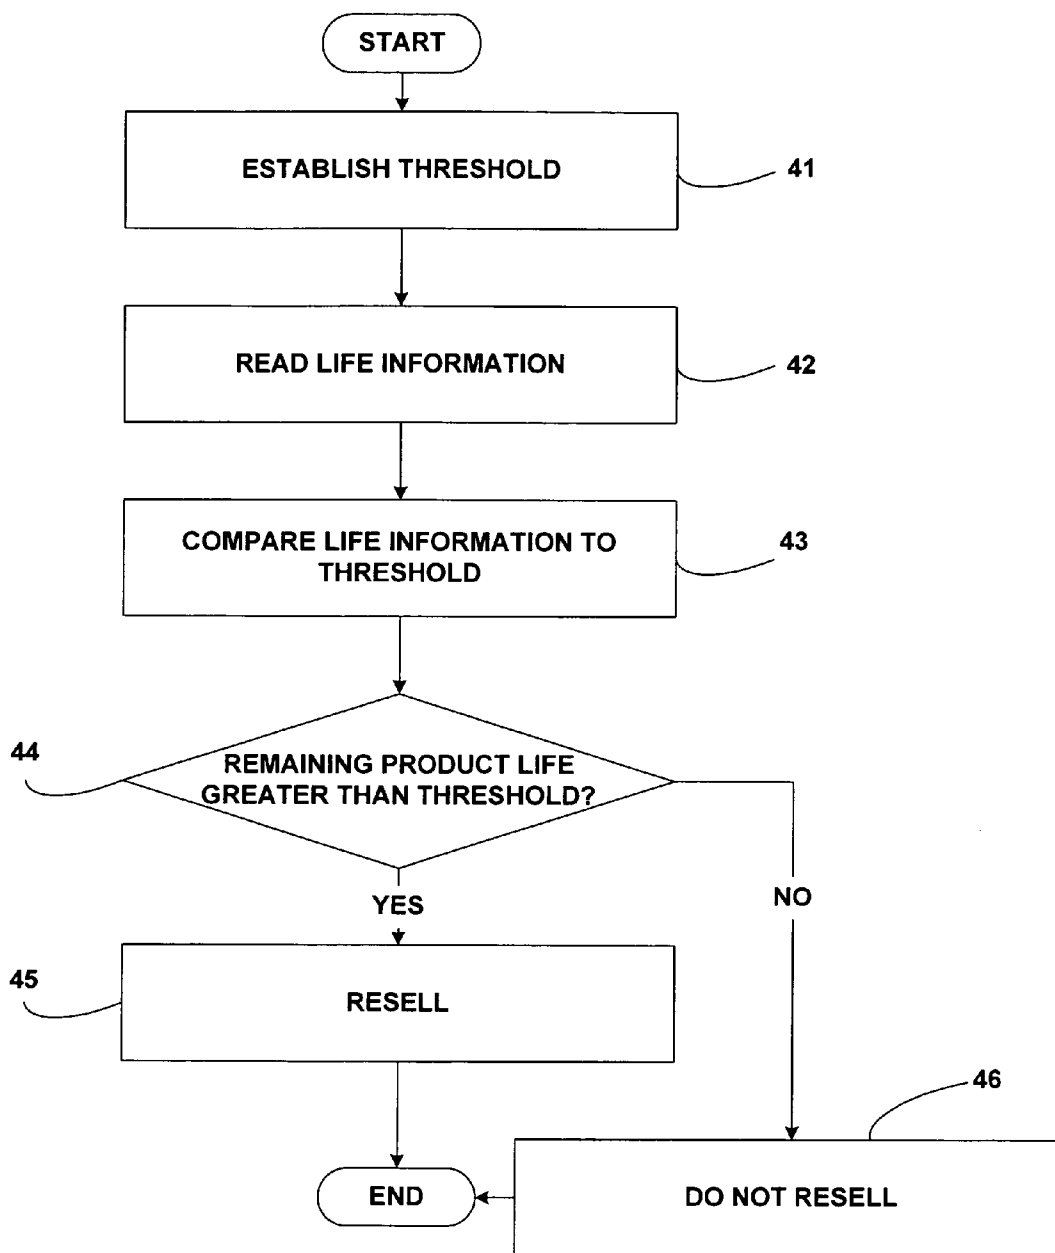 START
ESTABLISH THRESHOLD
41
READ LIFE INFORMATION
42
COMPARE LIFE INFORMATION TO
THRESHOLD
43
44
REMAINING PRODUCT LIFE
GREATER THAN THRESHOLD?
YES
NO
45
RESELL
46
END
DO NOT RESELL